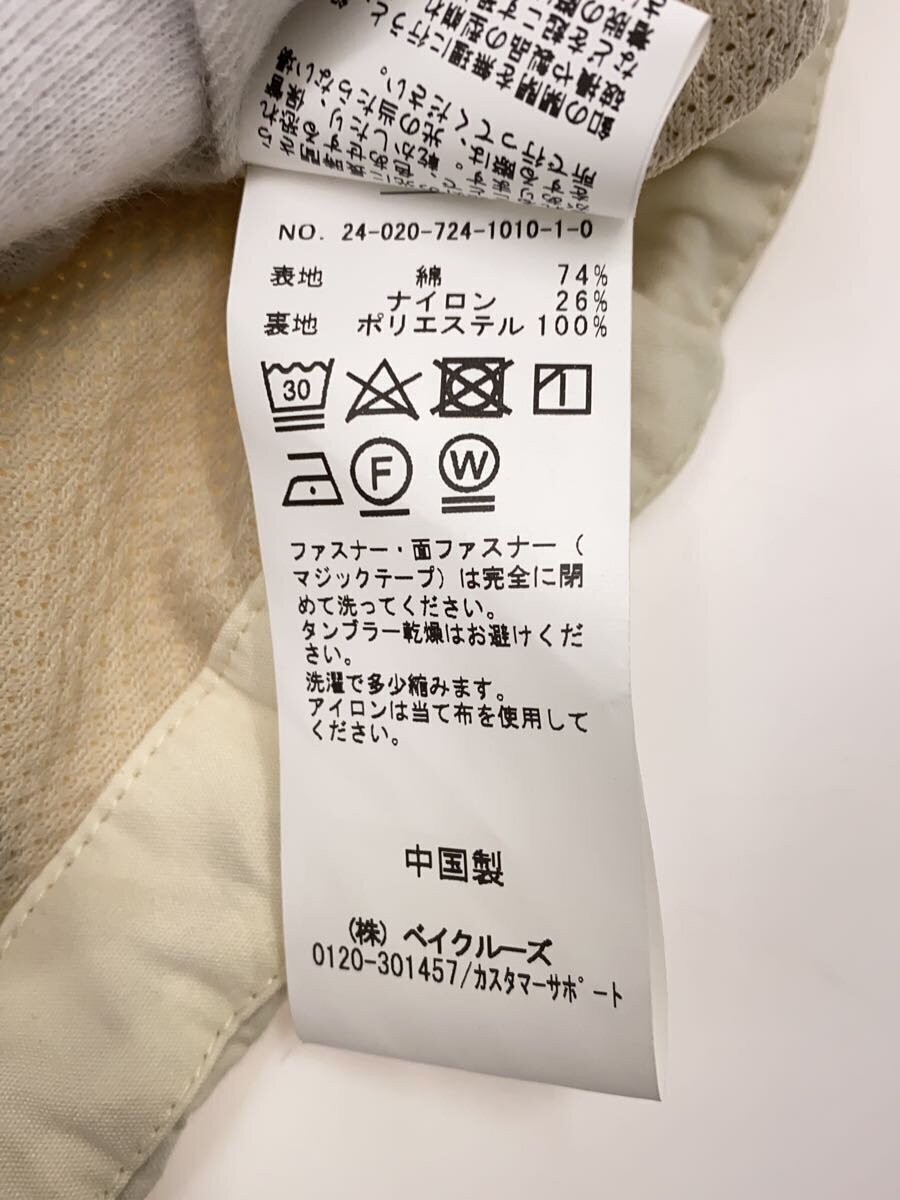 NO. 24-020-724-1010-1-0
表地 綿 74%
ナイロン 26%
裏地 ポリエステル 100%
30
1
F
W
ファスナー・面ファスナー(
マジックテープ)は完全に閉
めて洗ってください。
タンブラー乾燥はお避けくだ
さい。
洗濯で多少縮みます。
アイロンは当て布を使用して
ください。
中国製
(株) ベイクルーズ
0120-301457/カスタマーサポート